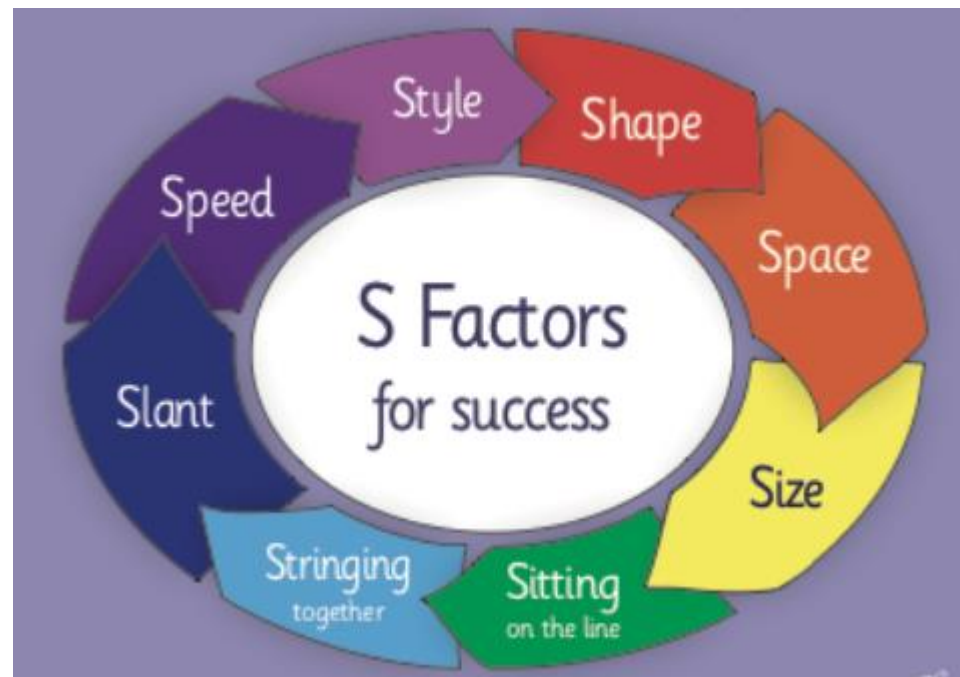 S Factors
for success
Style
Shape
Space
Size
Sitting
on the line
Stringing
together
Slant
Speed